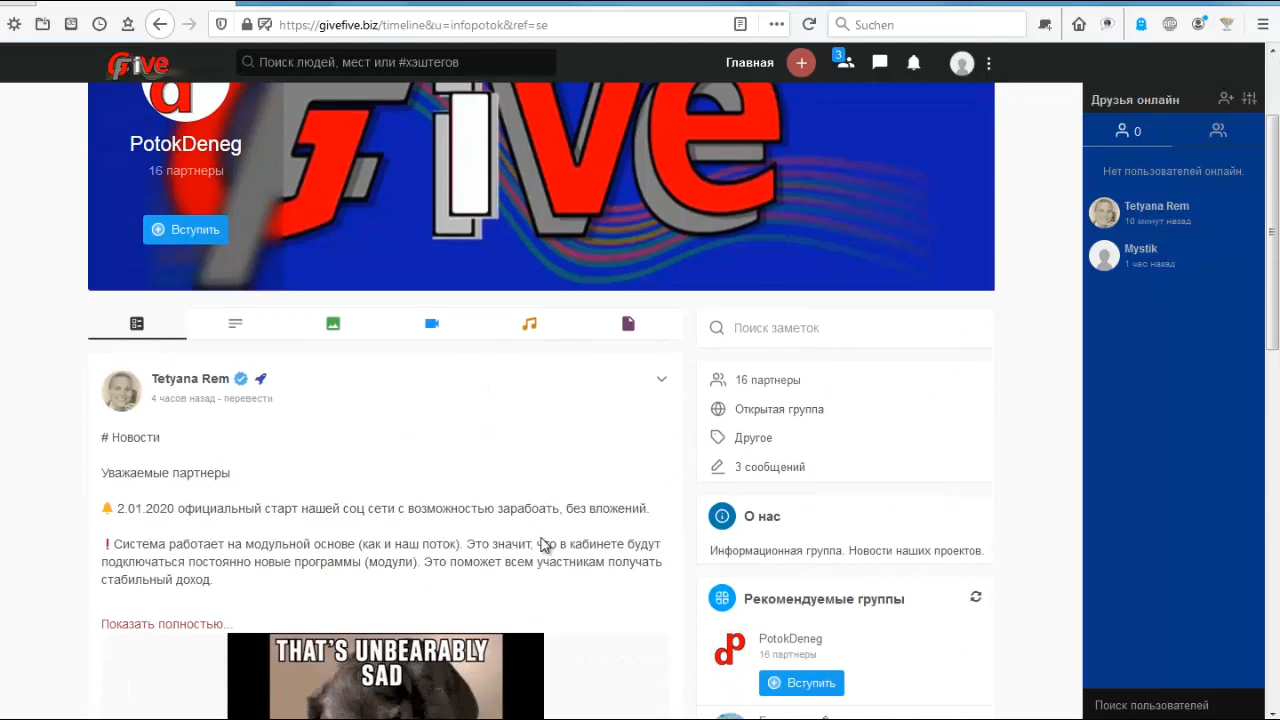 https://givefive.biz/timeline&u=infopotok&ref=se
Suchen
Five
Поиск людей, мест или #хэштегов
Главная
3
Five
PotokDeneg
16 партнеры
Вступить
Tetyana Rem
4 часов назад - перевести
# Новости
Уважаемые партнеры
2.01.2020 официальный старт нашей соц сети с возможностью зарабоать, без вложений.
Система работает на модульной основе (как и наш поток). Это значит, что в кабинете будут
подключаться постоянно новые программы (модули). Это поможет всем участникам получать
стабильный доход.
Показать полностью...
THAT'S UNBEARABLY
SAD
Поиск заметок
16 партнеры
Открытая группа
Другое
3 сообщений
О нас
Информационная группа. Новости наших проектов.
Рекомендуемые группы
dp
PotokDeneg
16 партнеры
Вступить
Друзья онлайн
0
Нет пользователей онлайн.
Tetyana Rem
10 минут назад
Mystik
1 час назад
Поиск пользователей